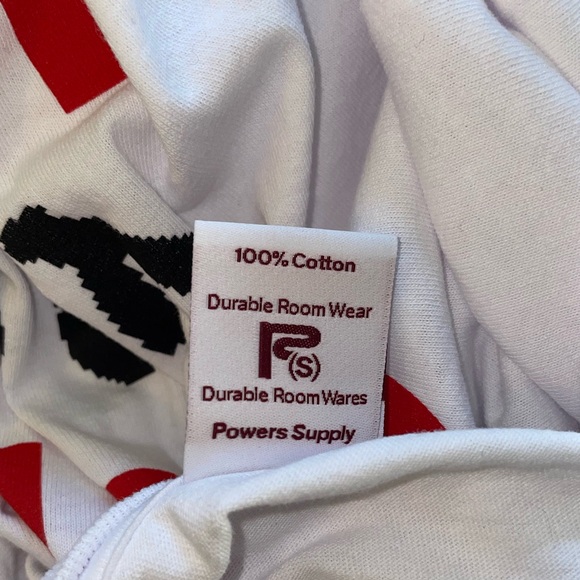 100% Cotton
Durable Room Wear
P(S)
Durable Room Wares
Powers Supply